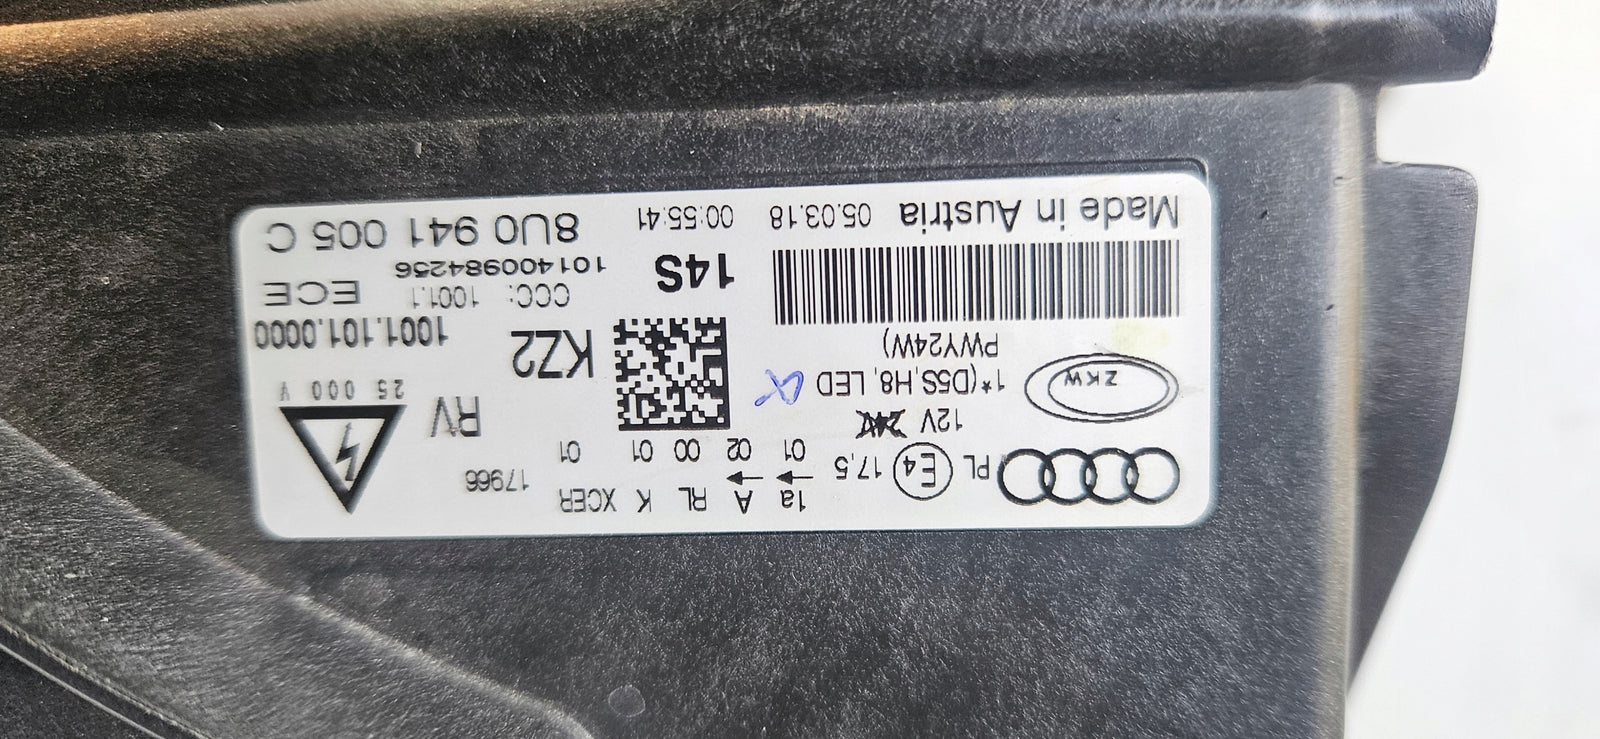 PL E4 17,5
1a A RL K XCER 17966
01 02 00 01 01
12V 24V
1*(D5S,H8, LED
PWY24W)
ZKW
RV
25 000 V
KZ2
1001.101.0000
14S
CCC: 1001.1 ECE
101400984256
Made in Austria 05.03.18 00:55:41 8U0 941 005 C